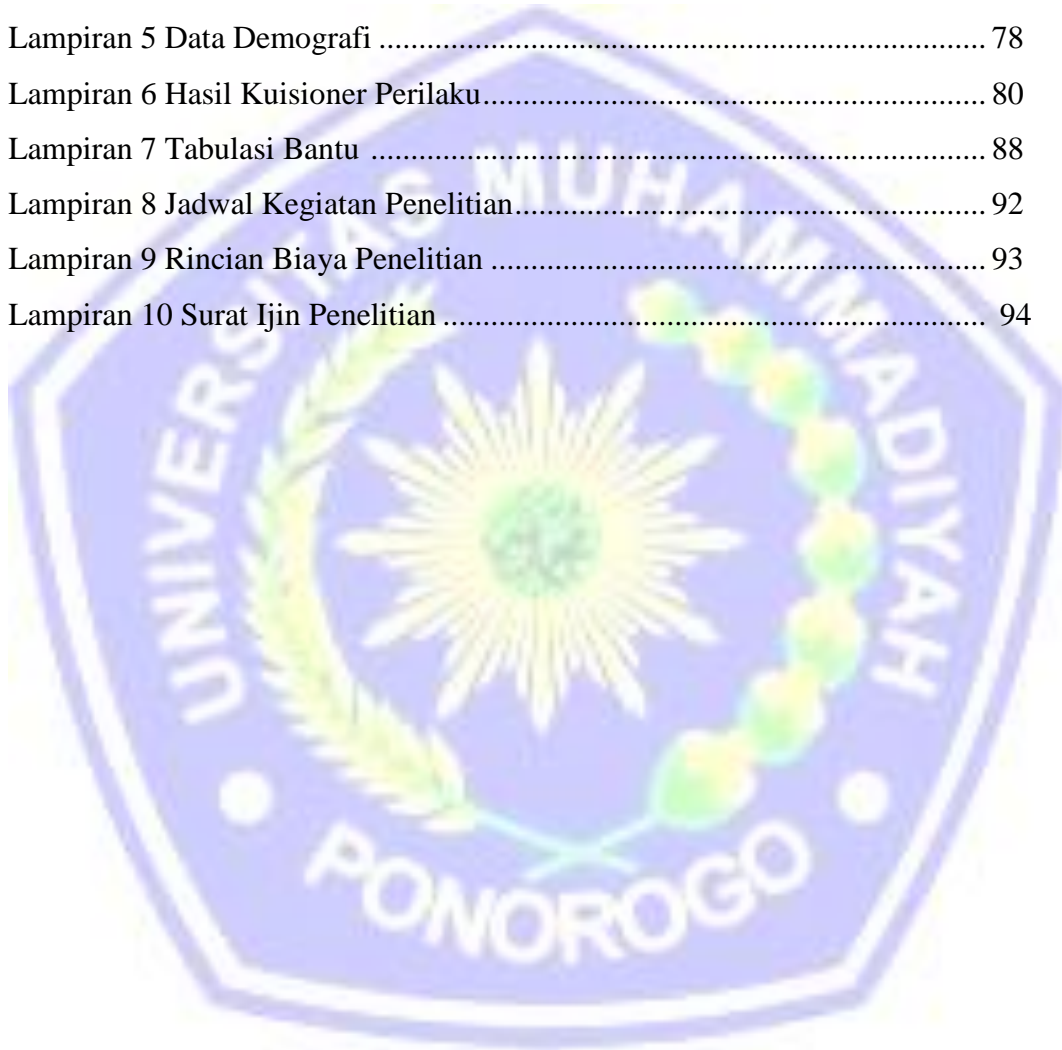 Lampiran 5 Data Demografi ........................................................................... 78
Lampiran 6 Hasil Kuisioner Perilaku.............................................................. 80
Lampiran 7 Tabulasi Bantu ............................................................................ 88
Lampiran 8 Jadwal Kegiatan Penelitian.......................................................... 92
Lampiran 9 Rincian Biaya Penelitian ............................................................. 93
Lampiran 10 Surat Ijin Penelitian ................................................................... 94
UNIVERSITAS MUHAMMADIYAH
PONOROGO